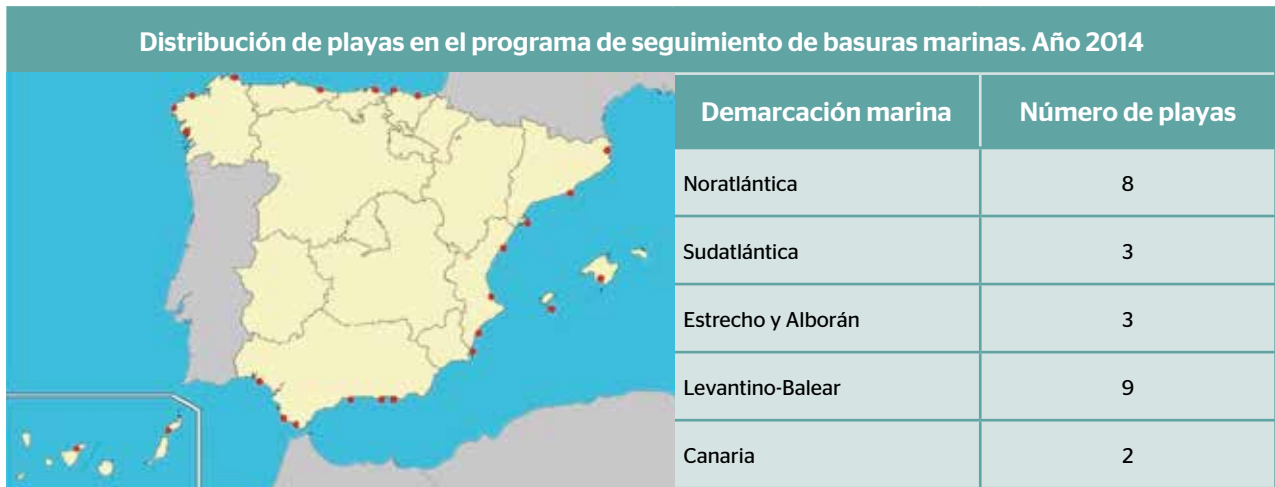 Distribución de playas en el programa de seguimiento de basuras marinas. Año 2014
Demarcación marina Número de playas
Noratlántica 8
Sudatlántica 3
Estrecho y Alborán 3
Levantino-Balear 9
Canaria 2